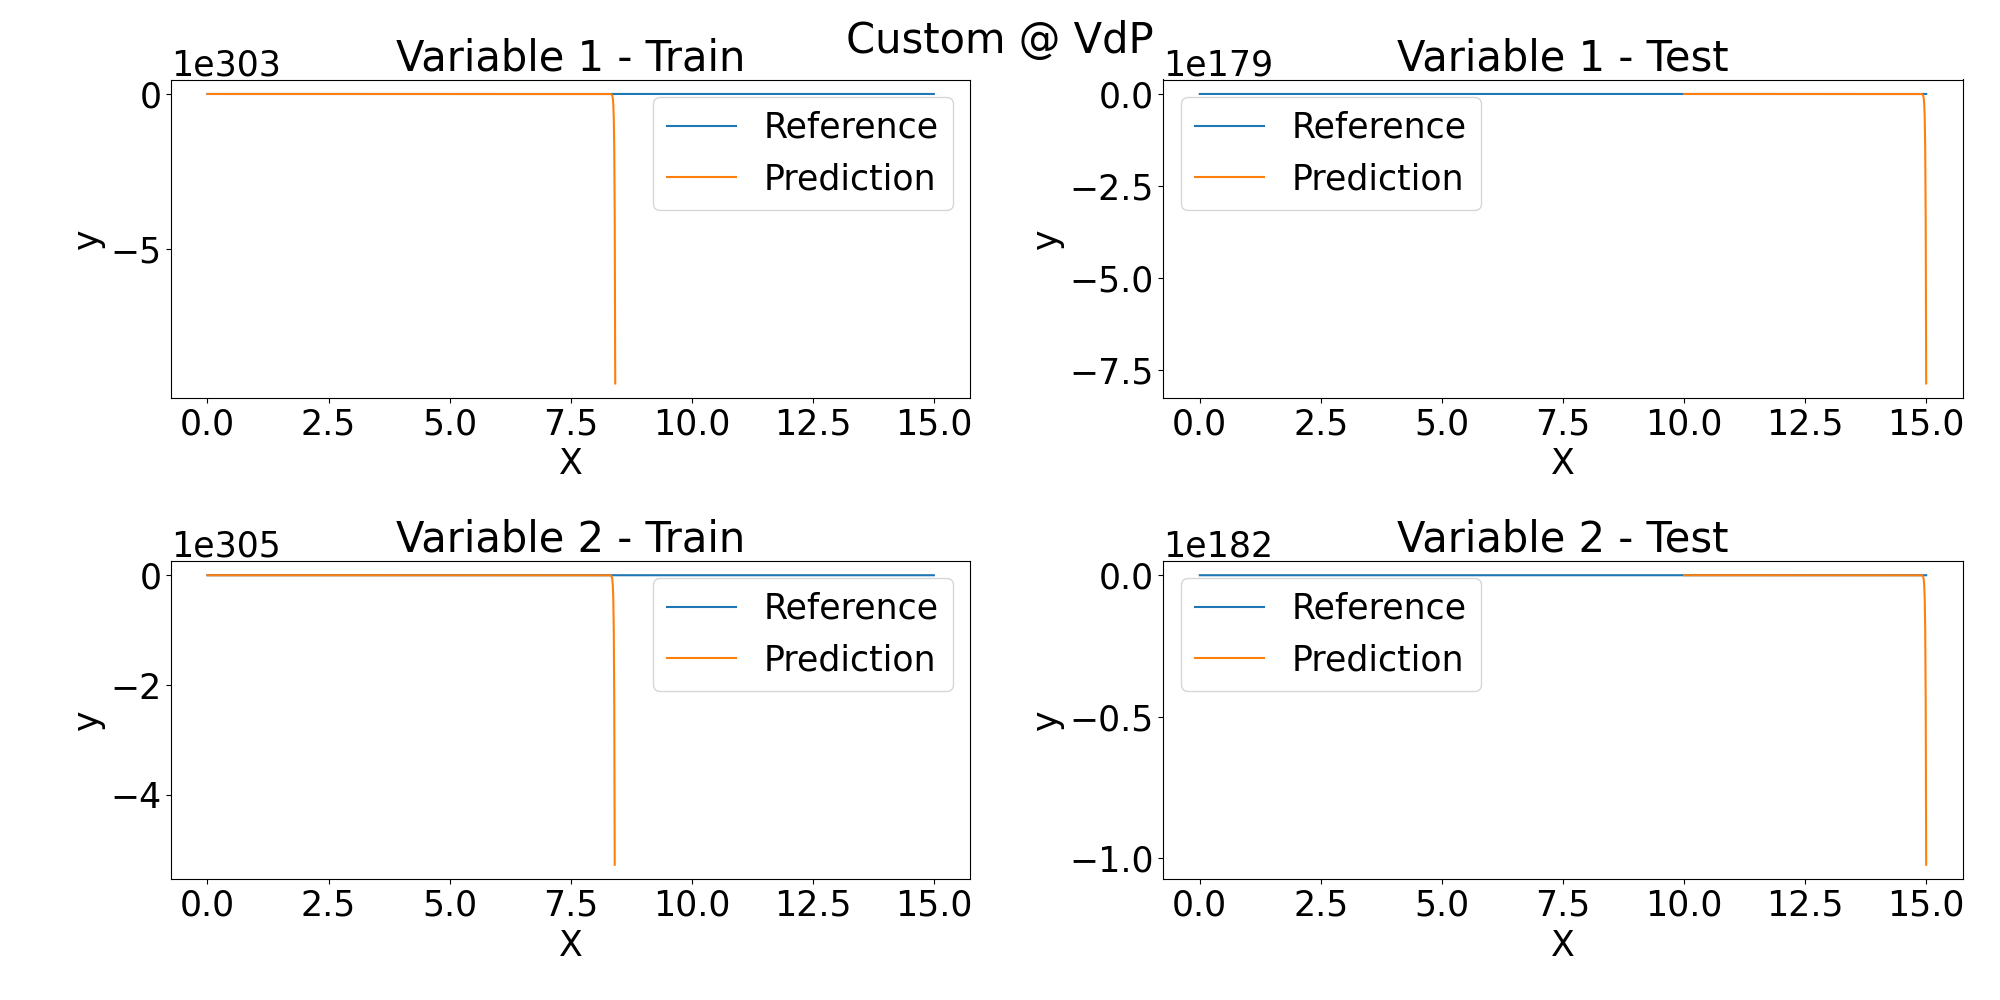 Custom @ VdP
Variable 1 - Train
1e303
0
−5
y
Reference
Prediction
0.0 2.5 5.0 7.5 10.0 12.5 15.0
X
Variable 1 - Test
1e179
0.0
−2.5
−5.0
−7.5
y
Reference
Prediction
0.0 2.5 5.0 7.5 10.0 12.5 15.0
X
Variable 2 - Train
1e305
0
−2
−4
y
Reference
Prediction
0.0 2.5 5.0 7.5 10.0 12.5 15.0
X
Variable 2 - Test
1e182
0.0
−0.5
−1.0
y
Reference
Prediction
0.0 2.5 5.0 7.5 10.0 12.5 15.0
X